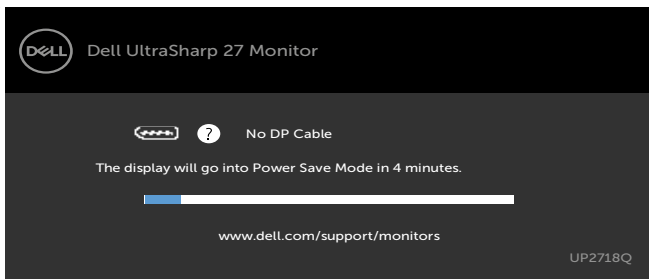 DELL
Dell UltraSharp 27 Monitor
? No DP Cable
The display will go into Power Save Mode in 4 minutes.
www.dell.com/support/monitors
UP2718Q